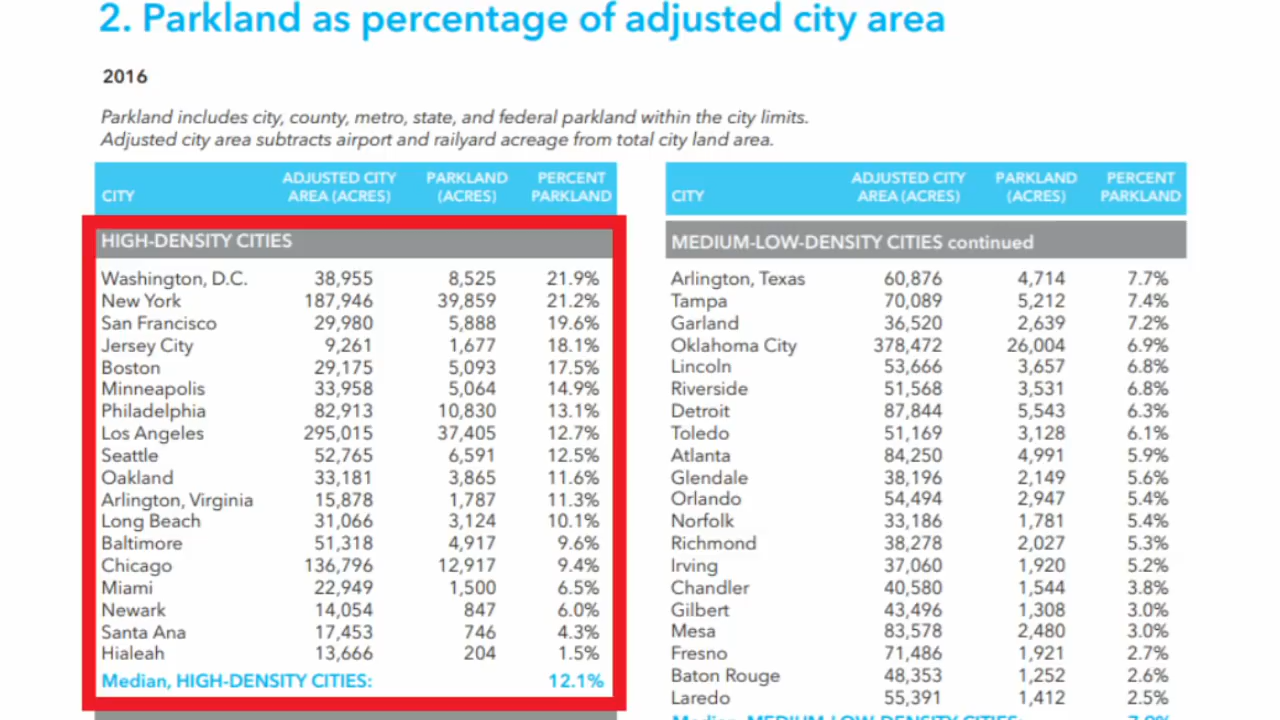 2. Parkland as percentage of adjusted city area
2016
Parkland includes city, county, metro, state, and federal parkland within the city limits.
Adjusted city area subtracts airport and railyard acreage from total city land area.
CITY ADJUSTED CITY AREA (ACRES) PARKLAND (ACRES) PERCENT PARKLAND
HIGH-DENSITY CITIES
Washington, D.C. 38,955 8,525 21.9%
New York 187,946 39,859 21.2%
San Francisco 29,980 5,888 19.6%
Jersey City 9,261 1,677 18.1%
Boston 29,175 5,093 17.5%
Minneapolis 33,958 5,064 14.9%
Philadelphia 82,913 10,830 13.1%
Los Angeles 295,015 37,405 12.7%
Seattle 52,765 6,591 12.5%
Oakland 33,181 3,865 11.6%
Arlington, Virginia 15,878 1,787 11.3%
Long Beach 31,066 3,124 10.1%
Baltimore 51,318 4,917 9.6%
Chicago 136,796 12,917 9.4%
Miami 22,949 1,500 6.5%
Newark 14,054 847 6.0%
Santa Ana 17,453 746 4.3%
Hialeah 13,666 204 1.5%
Median, HIGH-DENSITY CITIES: 12.1%
CITY ADJUSTED CITY AREA (ACRES) PARKLAND (ACRES) PERCENT PARKLAND
MEDIUM-LOW-DENSITY CITIES continued
Arlington, Texas 60,876 4,714 7.7%
Tampa 70,089 5,212 7.4%
Garland 36,520 2,639 7.2%
Oklahoma City 378,472 26,004 6.9%
Lincoln 53,666 3,657 6.8%
Riverside 51,568 3,531 6.8%
Detroit 87,844 5,543 6.3%
Toledo 51,169 3,128 6.1%
Atlanta 84,250 4,991 5.9%
Glendale 38,196 2,149 5.6%
Orlando 54,494 2,947 5.4%
Norfolk 33,186 1,781 5.4%
Richmond 38,278 2,027 5.3%
Irving 37,060 1,920 5.2%
Chandler 40,580 1,544 3.8%
Gilbert 43,496 1,308 3.0%
Mesa 83,578 2,480 3.0%
Fresno 71,486 1,921 2.7%
Baton Rouge 48,353 1,252 2.6%
Laredo 55,391 1,412 2.5%